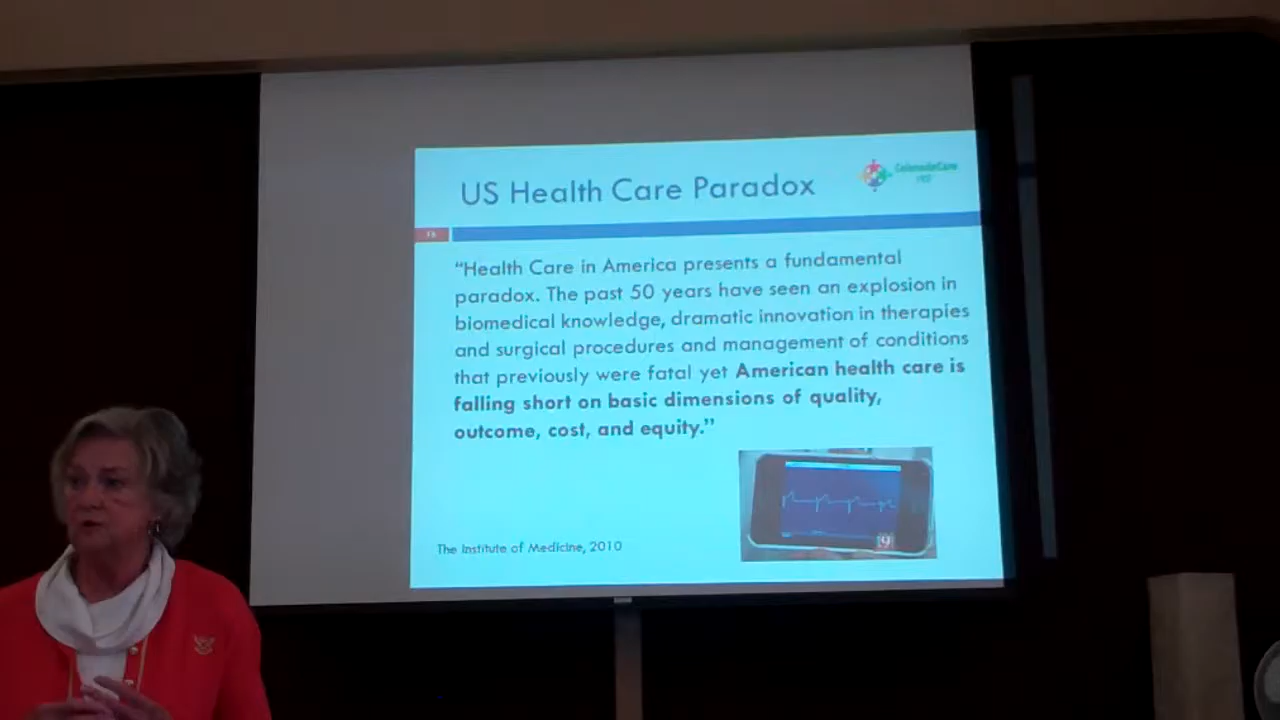 US Health Care Paradox
ColoradoCare
YES!
“Health Care in America presents a fundamental
paradox. The past 50 years have seen an explosion in
biomedical knowledge, dramatic innovation in therapies
and surgical procedures and management of conditions
that previously were fatal yet American health care is
falling short on basic dimensions of quality,
outcome, cost, and equity.”
9
The Institute of Medicine, 2010